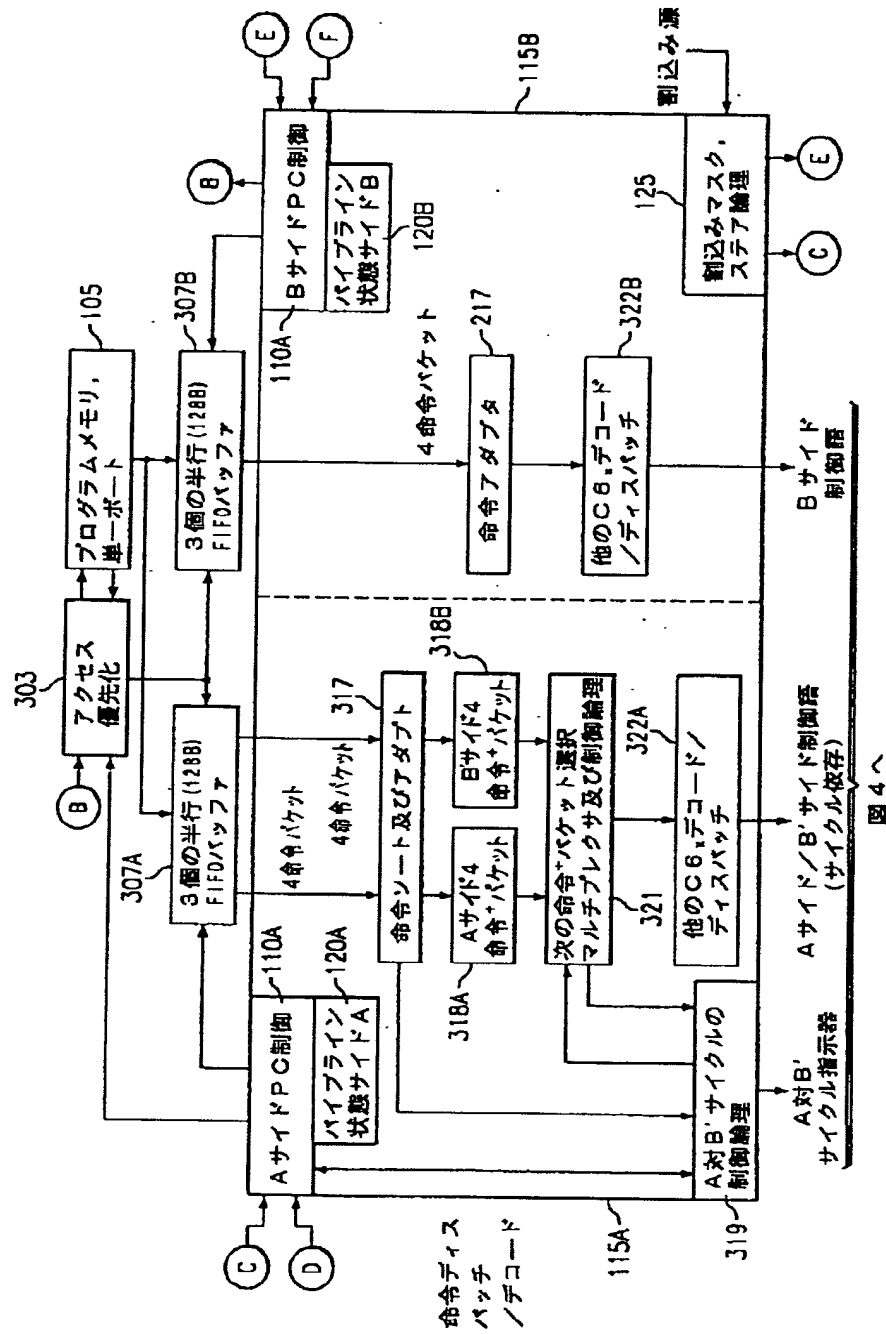 B
303
アクセス
優先化
105
プログラムメモリ,
単一ポート
307A
3個の半行(128B)
FIFOバッファ
307B
3個の半行(128B)
FIFOバッファ
B
E
F
C
D
110A
AサイドPC制御
120A
パイプライン
状態サイドA
110A
BサイドPC制御
パイプライン
状態サイドB
120B
115B
4命令パケット
4命令パケット
4命令パケット
317
命令ソート及びアダプト
217
命令アダプタ
318A
Aサイド4
命令+パケット
318B
B'サイド4
命令+パケット
次の命令+パケット選択
マルチプレクサ及び制御論理
321
322A
他のC6xデコード/
ディスパッチ
322B
他のC6xデコード
/ディスパッチ
命令ディス
パッチ
/デコード
115A
319
A対B'サイクルの
制御論理
125
割込みマスク,
ステア論理
割込み源
C
E
A対B'
サイクル指示器
Aサイド/B'サイド制御語
(サイクル依存)
Bサイド
制御語
図4へ